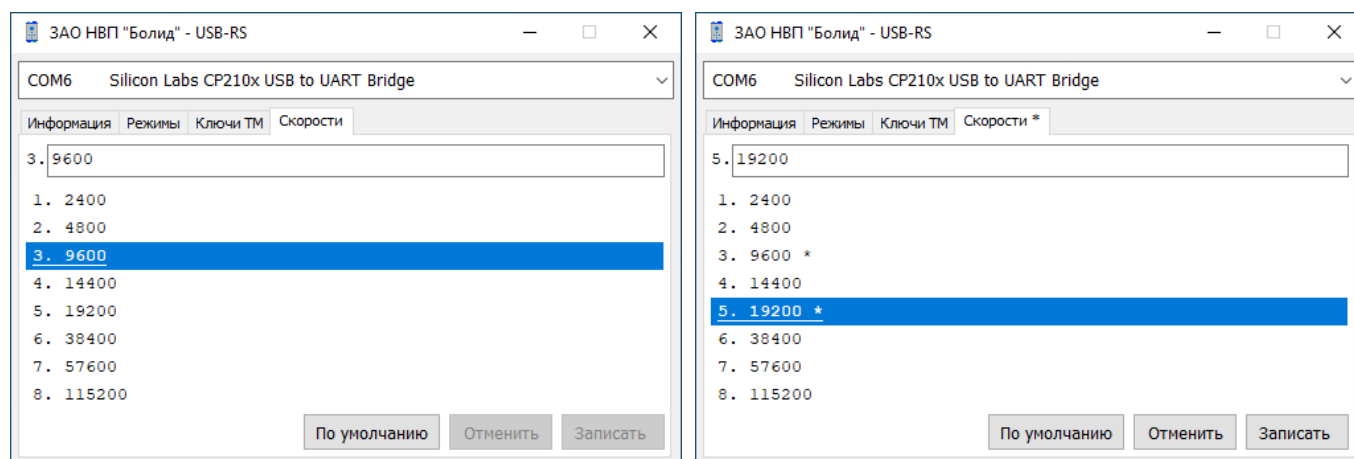 ЗАО НВП "Болид" - USB-RS
COM6 Silicon Labs CP210x USB to UART Bridge
Информация Режимы Ключи ТМ Скорости
3. 9600
1. 2400
2. 4800
3. 9600
4. 14400
5. 19200
6. 38400
7. 57600
8. 115200
По умолчанию Отменить Записать
ЗАО НВП "Болид" - USB-RS
COM6 Silicon Labs CP210x USB to UART Bridge
Информация Режимы Ключи ТМ Скорости *
5. 19200
1. 2400
2. 4800
3. 9600 *
4. 14400
5. 19200 *
6. 38400
7. 57600
8. 115200
По умолчанию Отменить Записать